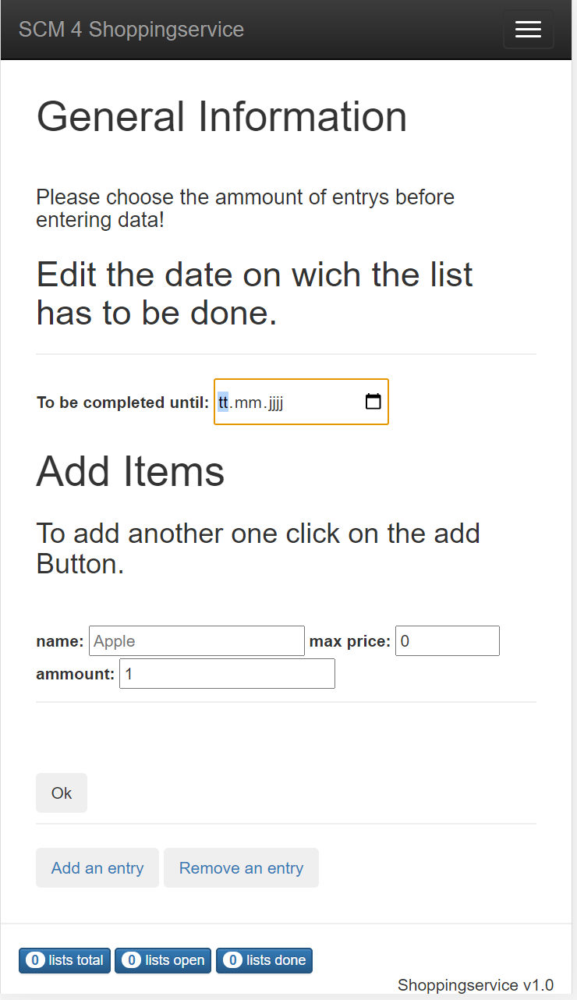 SCM 4 Shoppingservice
General Information
Please choose the ammount of entrys before
entering data!
Edit the date on wich the list
has to be done.
To be completed until: tt.mm.jjjj
Add Items
To add another one click on the add
Button.
name: Apple max price: 0
ammount: 1
Ok
Add an entry Remove an entry
0 lists total 0 lists open 0 lists done
Shoppingservice v1.0